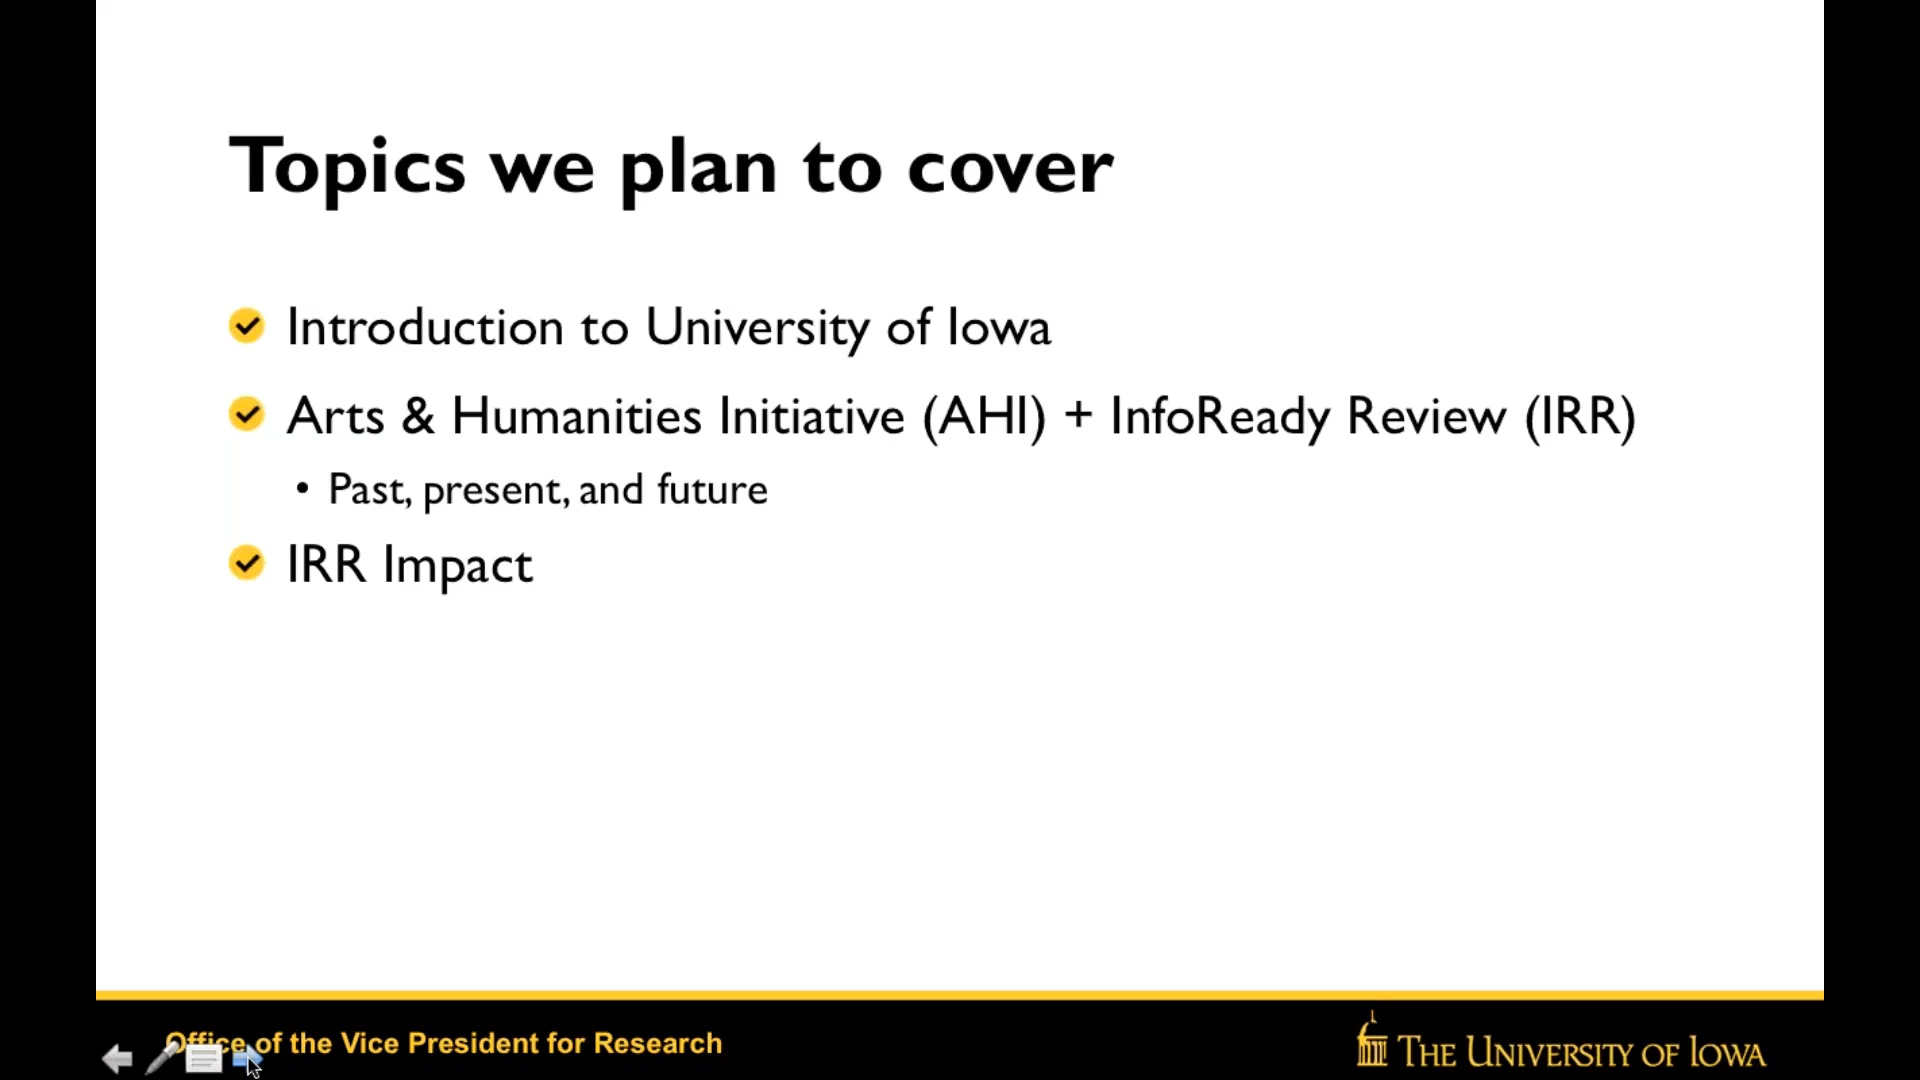 Topics we plan to cover
Introduction to University of Iowa
Arts & Humanities Initiative (AHI) + InfoReady Review (IRR)
• Past, present, and future
IRR Impact
Office of the Vice President for Research
THE UNIVERSITY OF IOWA